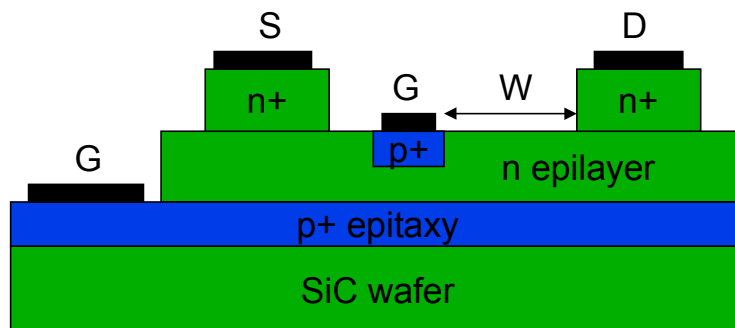 S
D
G
W
n+
n+
p+
n epilayer
G
p+ epitaxy
SiC wafer